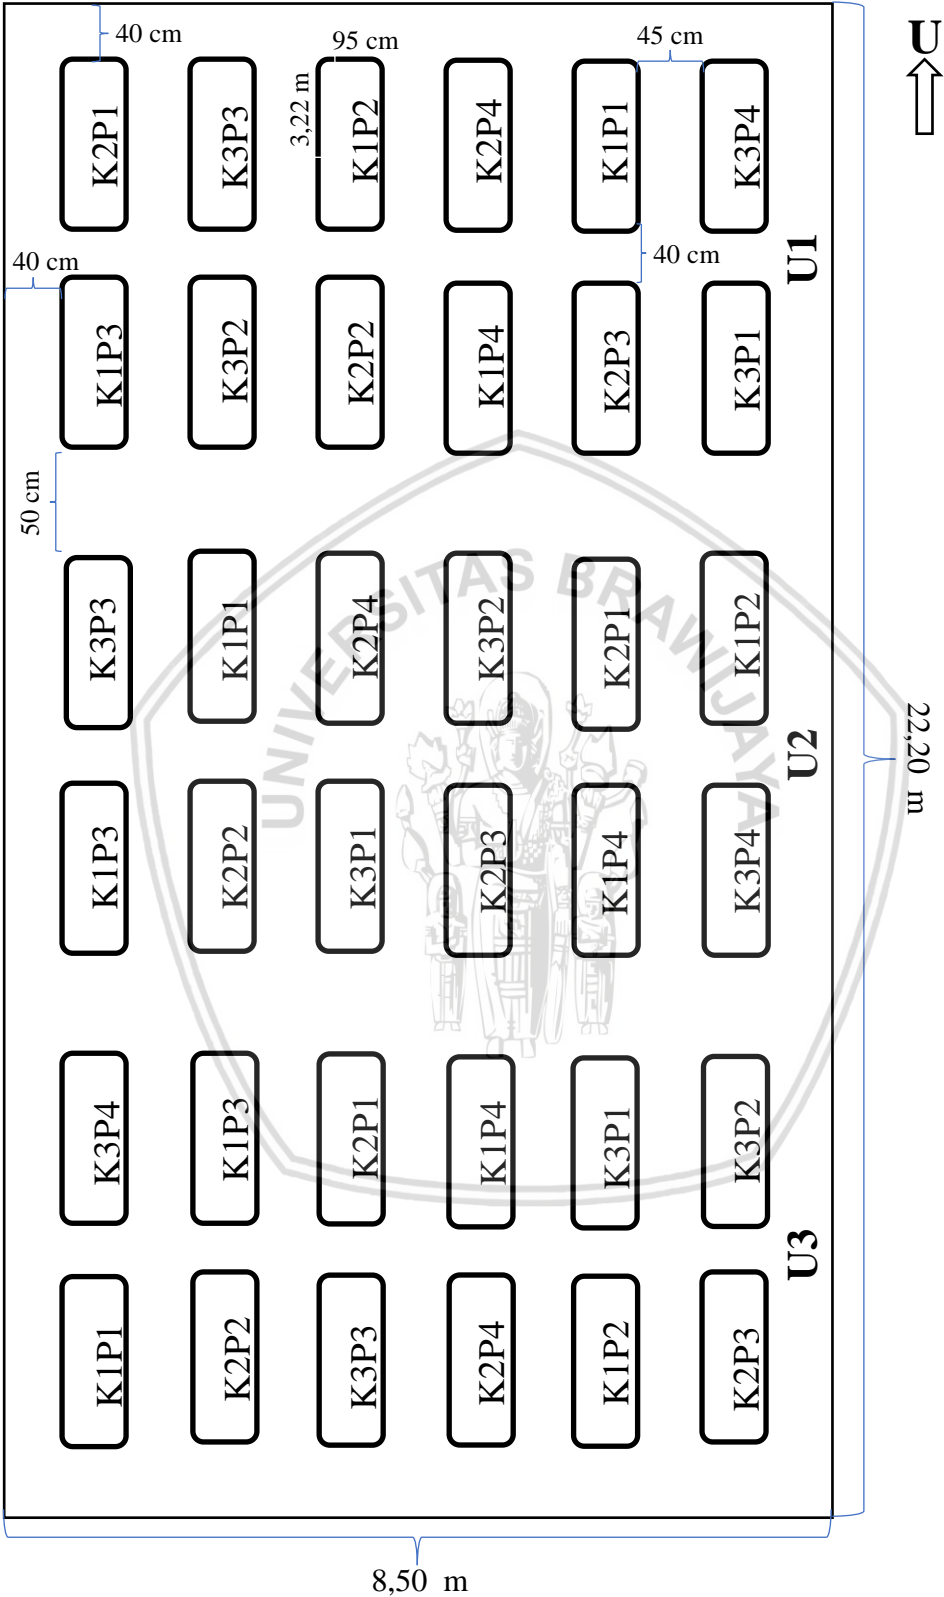 40 cm
95 cm
45 cm
U
3,22 m
K2P1
K3P3
K1P2
K2P4
K1P1
K3P4
40 cm
40 cm
U1
K1P3
K3P2
K2P2
K1P4
K2P3
K3P1
50 cm
UNIVERSITAS BRAWIJAYA
K3P3
K1P1
K2P4
K3P2
K2P1
K1P2
U2
22,20 m
K1P3
K2P2
K3P1
K2P3
K1P4
K3P4
K3P4
K1P3
K2P1
K1P4
K3P1
K3P2
U3
K1P1
K2P2
K3P3
K2P4
K1P2
K2P3
8,50 m